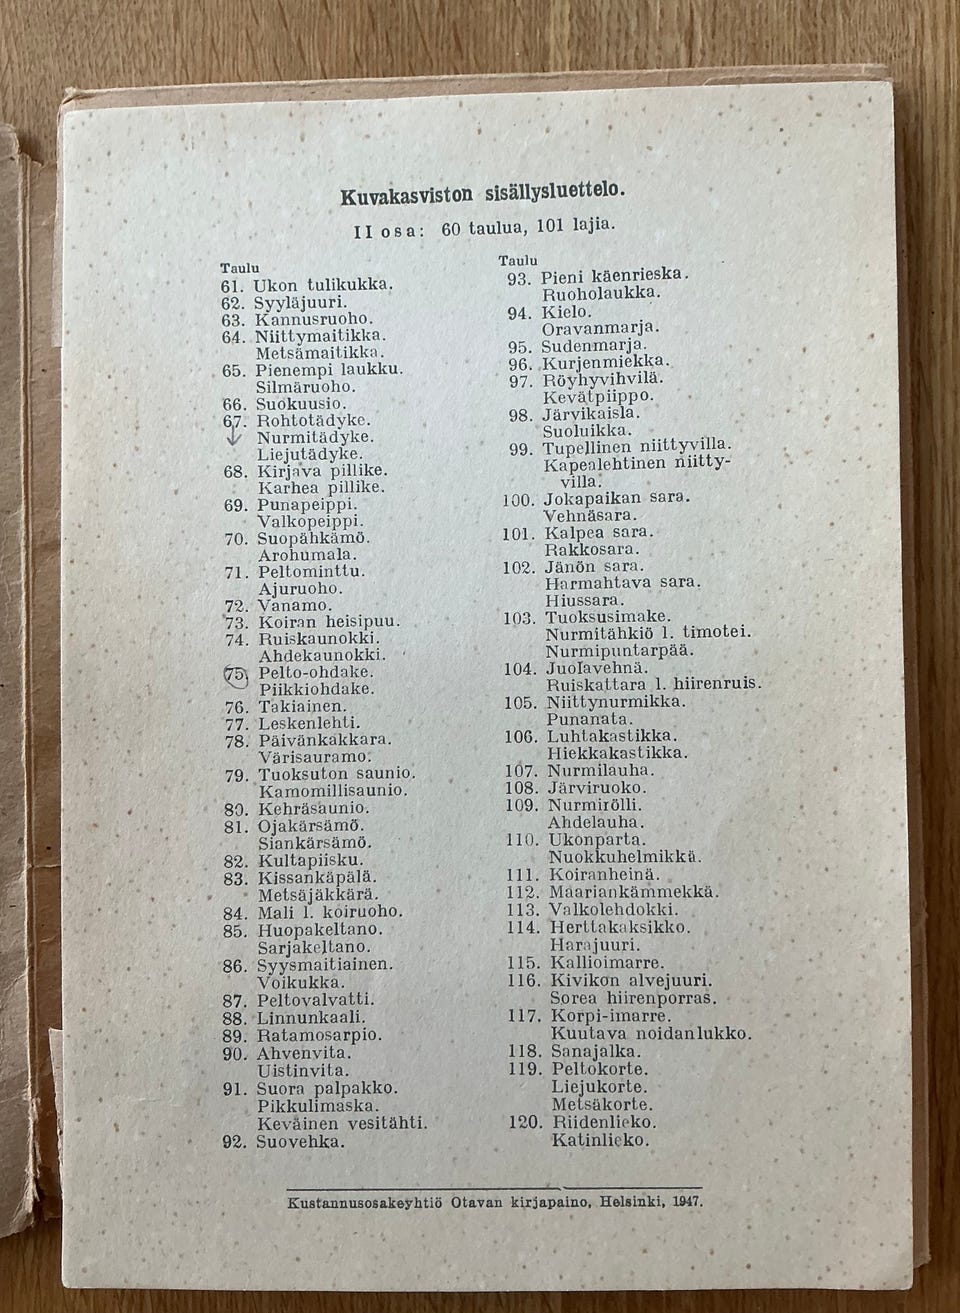 Kuvakasviston sisällysluettelo.
II osa: 60 taulua, 101 lajia.
Taulu
61. Ukon tulikukka.
62. Syyläjuuri.
63. Kannusruoho.
64. Niittymaitikka.
Metsämaitikka.
65. Pienempi laukku.
Silmäruoho.
66. Suokuusio.
67. Rohtotädyke.
Nurmitädyke.
Liejutädyke.
68. Kirjava pillike.
Karhea pillike.
69. Punapeippi.
Valkopeippi.
70. Suopähkämö.
Arohumala.
71. Peltominttu.
Ajuruoho.
72. Vanamo.
73. Koiran heisipuu.
74. Ruiskaunokki.
Ahdekaunokki.
75. Pelto-ohdake.
Piikkiohdake.
76. Takiainen.
77. Leskenlehti.
78. Päivänkakkara.
Värisauramo.
79. Tuoksuton saunio.
Kamomillisaunio.
80. Kehräsaunio.
81. Ojakärsämö.
Siankärsämö.
82. Kultapiisku.
83. Kissankäpälä.
Metsäjäkkärä.
84. Mali l. koiruoho.
85. Huopakeltano.
Sarjakeltano.
86. Syysmaitiainen.
Voikukka.
87. Peltovalvatti.
88. Linnunkaali.
89. Ratamosarpio.
90. Ahvenvita.
Uistinvita.
91. Suora palpakko.
Pikkulimaska.
Keväinen vesitähti.
92. Suovehka.
Taulu
93. Pieni käenrieska.
Ruoholaukka.
94. Kielo.
Oravanmarja.
95. Sudenmarja.
96. Kurjenmiekka.
97. Röyhyvihvilä.
Kevätpiippo.
98. Järvikaisla.
Suoluikka.
99. Tupellinen niittyvilla.
Kapealehtinen niitty-
villa.
100. Jokapaikan sara.
Vehnäsara.
101. Kalpea sara.
Rakkosara.
102. Jänön sara.
Harmahtava sara.
Hiussara.
103. Tuoksusimake.
Nurmitähkiö l. timotei.
Nurmipuntarpää.
104. Juolavehnä.
Ruiskattara l. hiirenruis.
105. Niittynurmikka.
Punanata.
106. Luhtakastikka.
Hiekkakastikka.
107. Nurmilauha.
108. Järviruoko.
109. Nurmirölli.
Ahdelauha.
110. Ukonparta.
Nuokkuhelmikkä.
111. Koiranheinä.
112. Maariankämmekkä.
113. Valkolehdokki.
114. Herttakaksikko.
Harajuuri.
115. Kallioimarre.
116. Kivikon alvejuuri.
Sorea hiirenporras.
117. Korpi-imarre.
Kuutava noidanlukko.
118. Sanajalka.
119. Peltokorte.
Liejukorte.
Metsäkorte.
120. Riidenlieko.
Katinlieko.
Kustannusosakeyhtiö Otavan kirjapaino, Helsinki, 1947.